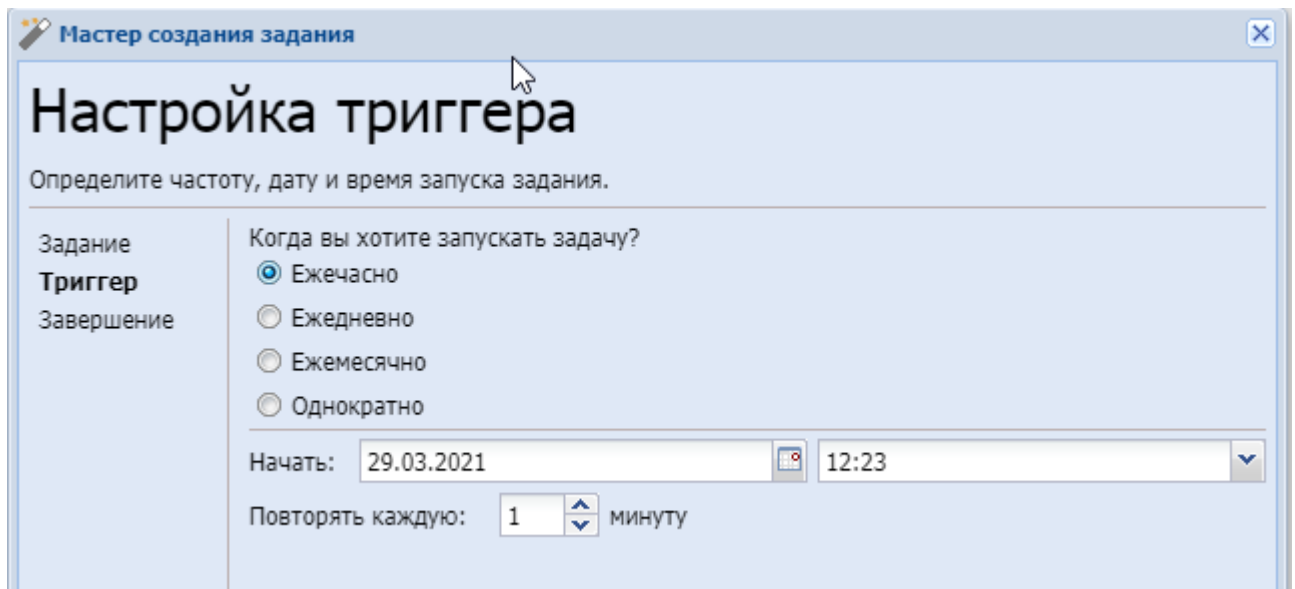 Мастер создания задания
Настройка триггера
Определите частоту, дату и время запуска задания.
Задание
Триггер
Завершение
Когда вы хотите запускать задачу?
Ежечасно
Ежедневно
Ежемесячно
Однократно
Начать: 29.03.2021 12:23
Повторять каждую: 1 минуту